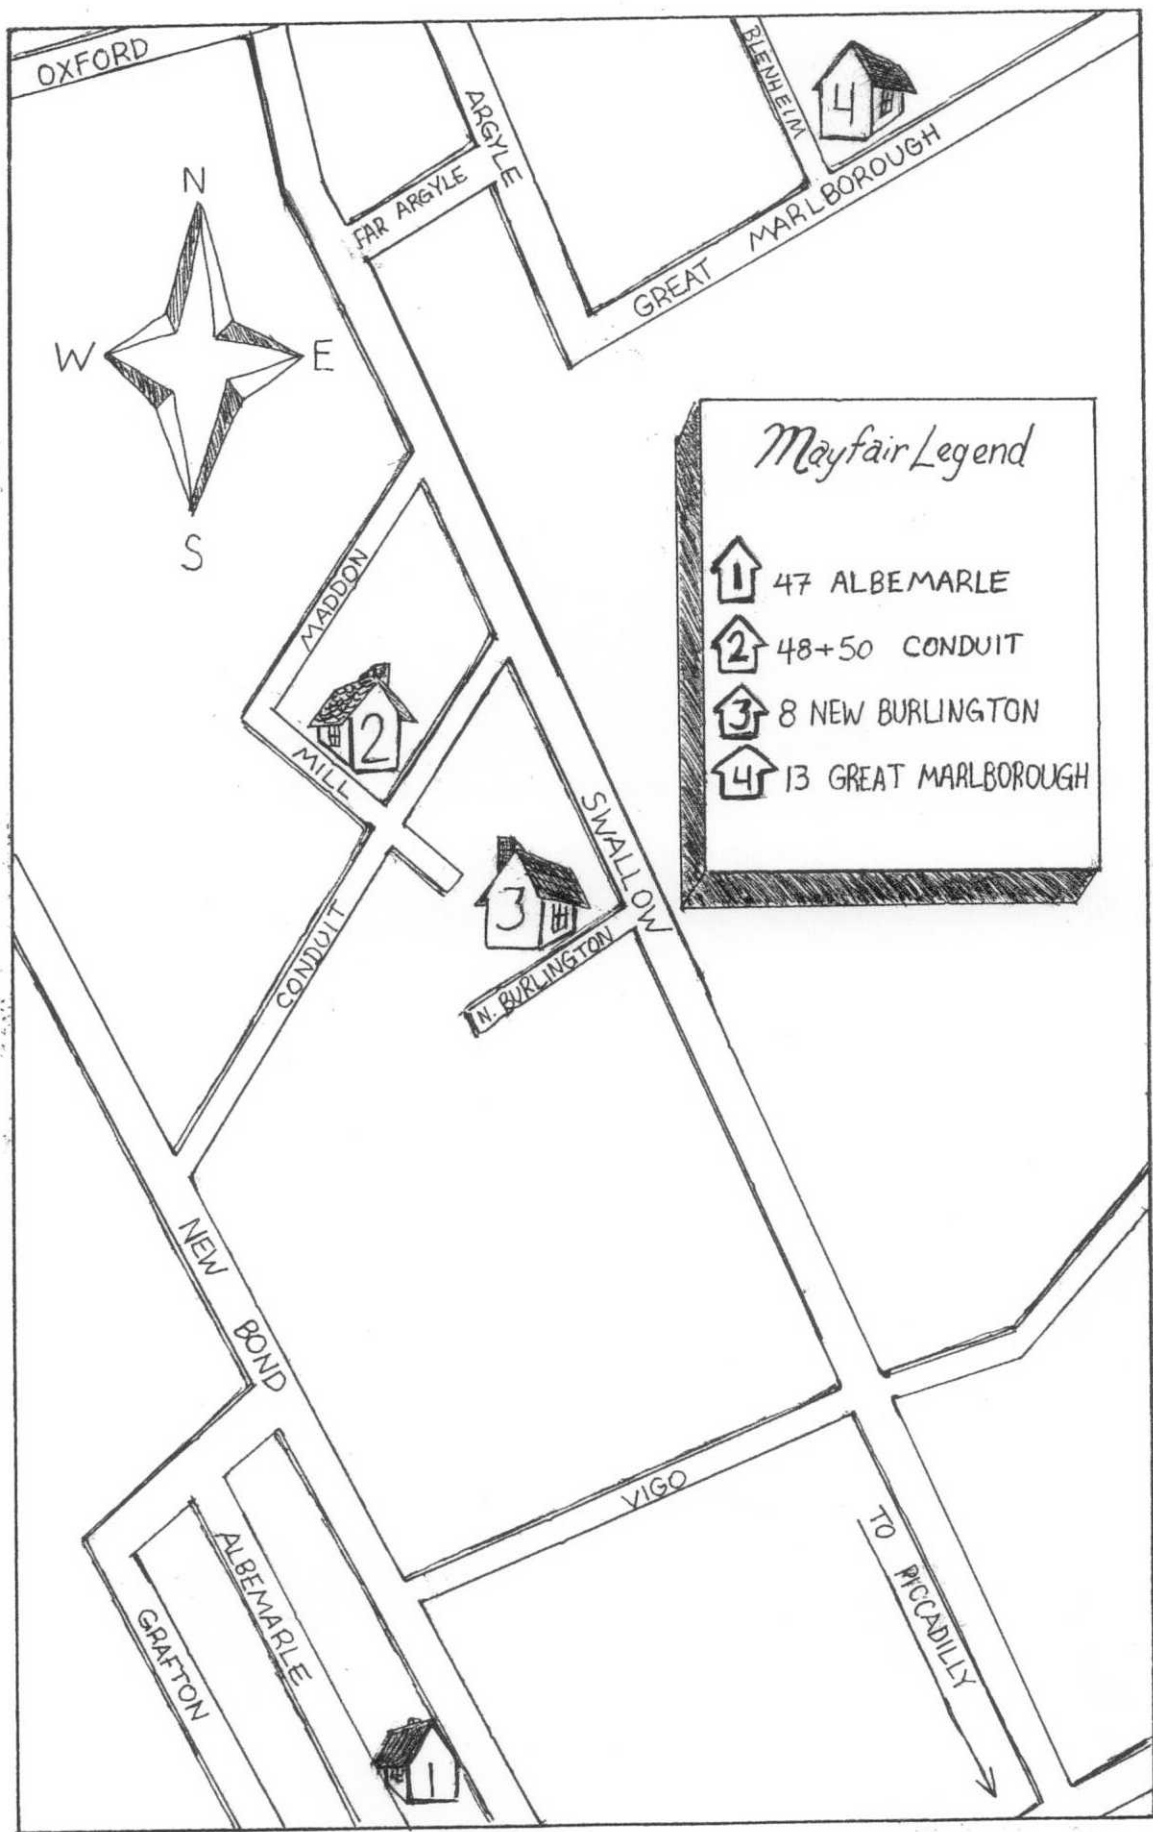 OXFORD
ARGYLE
BLENHEIM
4
FAR ARGYLE
GREAT MARLBOROUGH
N
W
E
S
Mayfair Legend
1 47 ALBEMARLE
2 48+50 CONDUIT
3 8 NEW BURLINGTON
4 13 GREAT MARLBOROUGH
MADDON
2
MILL
SWALLOW
3
CONDUIT
N. BURLINGTON
NEW BOND
VIGO
TO PICCADILLY
ALBEMARLE
GRAFTON
1